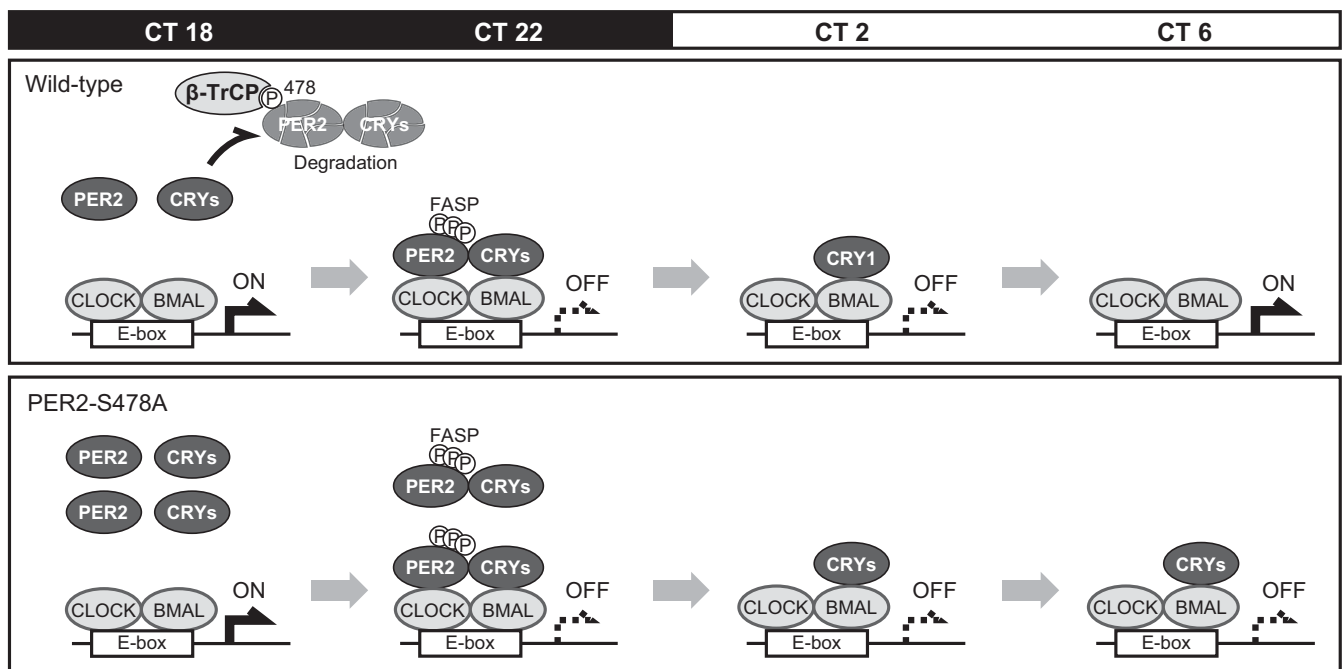 CT 18 CT 22 CT 2 CT 6
Wild-type
β-TrCP P 478
PER2 CRYs
Degradation
PER2 CRYs
FASP
P P P
PER2 CRYs
CRY1
CLOCK BMAL ON CLOCK BMAL OFF CLOCK BMAL OFF CLOCK BMAL ON
E-box E-box E-box E-box
PER2-S478A
FASP
P P P
PER2 CRYs
PER2 CRYs
PER2 CRYs
P P P
PER2 CRYs CRYs CRYs
CLOCK BMAL ON CLOCK BMAL OFF CLOCK BMAL OFF CLOCK BMAL OFF
E-box E-box E-box E-box